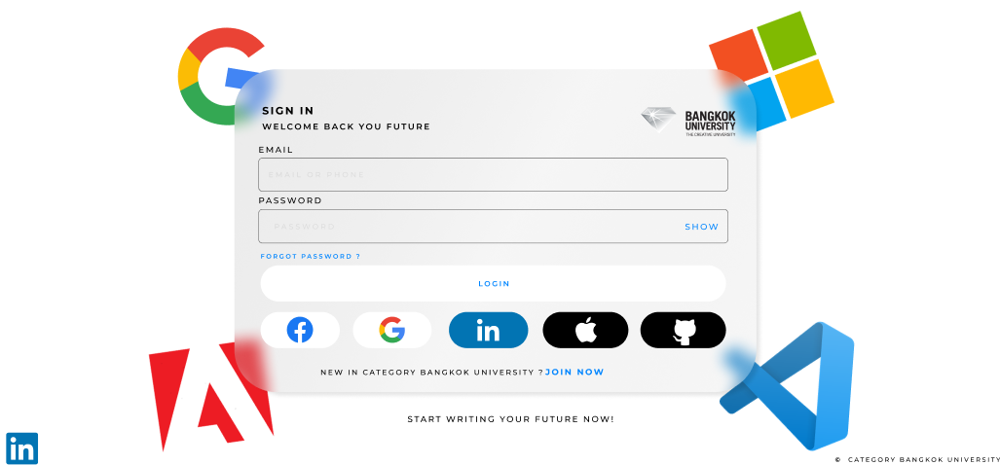 SIGN IN
WELCOME BACK YOU FUTURE
BANGKOK
UNIVERSITY
THE CREATIVE UNIVERSITY
EMAIL
EMAIL OR PHONE
PASSWORD
PASSWORD
SHOW
FORGOT PASSWORD ?
LOGIN
in
NEW IN CATEGORY BANGKOK UNIVERSITY ? JOIN NOW
START WRITING YOUR FUTURE NOW!
in
© CATEGORY BANGKOK UNIVERSITY